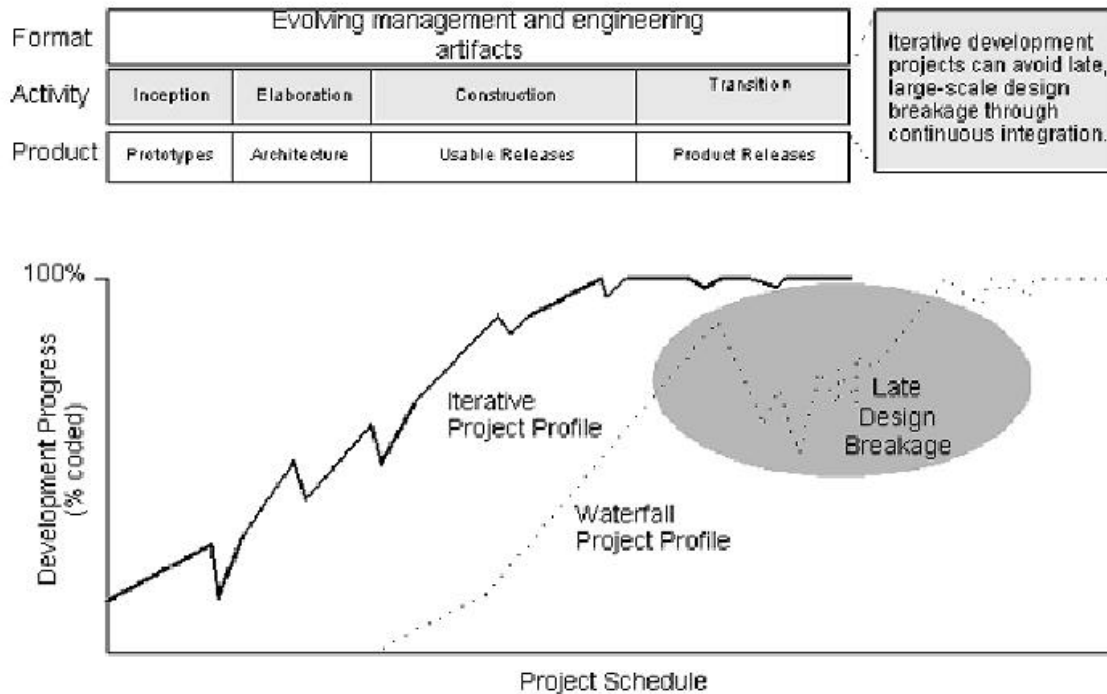 Format
Evolving management and engineering
artifacts
Activity
Inception
Elaboration
Construction
Transition
Product
Prototypes
Architecture
Usable Releases
Product Releases
Iterative development
projects can avoid late,
large-scale design
breakage through
continuous integration.
100%
Development Progress
(% coded)
Iterative
Project Profile
Waterfall
Project Profile
Late
Design
Breakage
Project Schedule